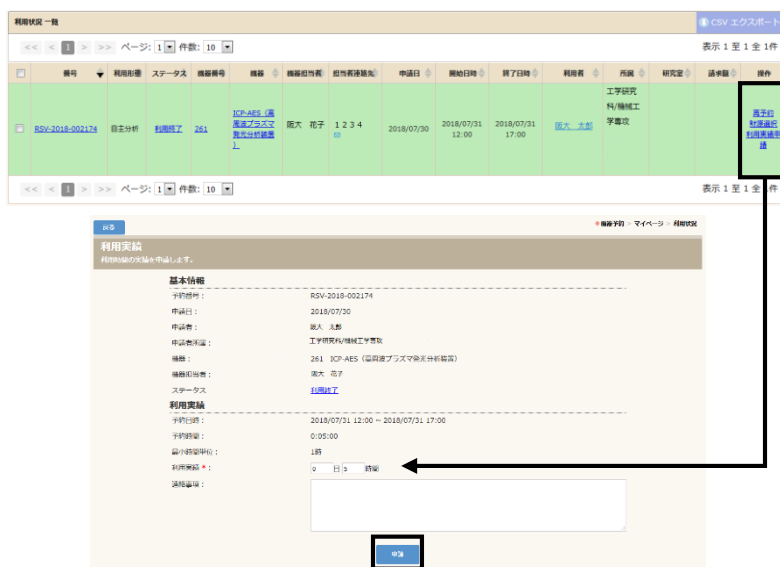 利用状況 一覧
CSV エクスポート
<< < 1 > >> ページ: 1 件数: 10
表示 1 至 1 全 1件
番号 利用形態 ステータス 機器番号 機器 機器担当者 担当者連絡先 申請日 開始日時 終了日時 利用者 所属 研究室 請求額 操作
RSV-2018-002174 自主分析 利用終了 261 ICP-AES（高周波プラズマ発光分析装置） 阪大 花子 1234 2018/07/30 2018/07/31 12:00 2018/07/31 17:00 阪大 太郎 工学研究科/機械工学専攻 再予約 財源選択 利用実績申請
<< < 1 > >> ページ: 1 件数: 10
表示 1 至 1 全 1件
戻る
機器予約 > マイページ > 利用状況
利用実績
利用時間の実績を申請します。
基本情報
予約番号： RSV-2018-002174
申請日： 2018/07/30
申請者： 阪大 太郎
申請者所属： 工学研究科/機械工学専攻
機器： 261 ICP-AES（高周波プラズマ発光分析装置）
機器担当者： 阪大 花子
ステータス 利用終了
利用実績
予約日時： 2018/07/31 12:00 ~ 2018/07/31 17:00
予約時間： 0:05:00
最小時間単位： 1時
利用実績 *： 0 日 5 時間
連絡事項：
申請